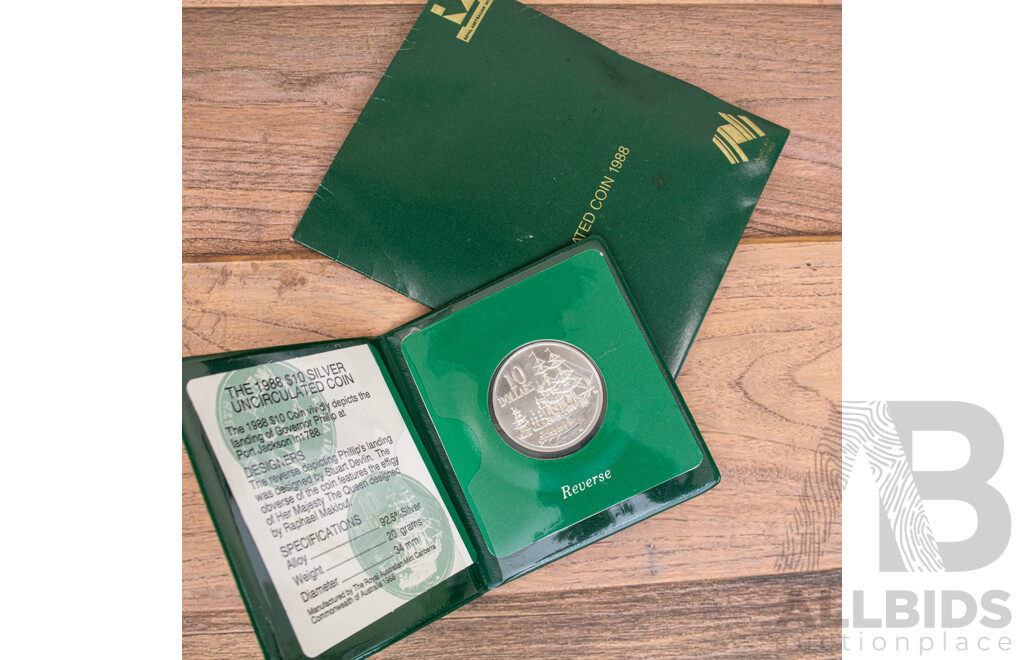 ATED COIN 1988
THE 1988 $10 SILVER
UNCIRCULATED COIN
The 1988 $10 Coin vividly depicts the
landing of Governor Phillip at
Port Jackson in 1788.
DESIGNERS
The reverse depicting Phillip's landing
was designed by Stuart Devlin. The
obverse of the coin features the effigy
of Her Majesty The Queen designed
by Raphael Maklouf.
SPECIFICATIONS
Alloy 92.5% Silver
Weight 20 grams
Diameter 34 mm
Manufactured by the Royal Australian Mint Canberra
Commonwealth of Australia 1988
10
DOLLARS
Reverse
AB
ALLBIDS
auctionplace